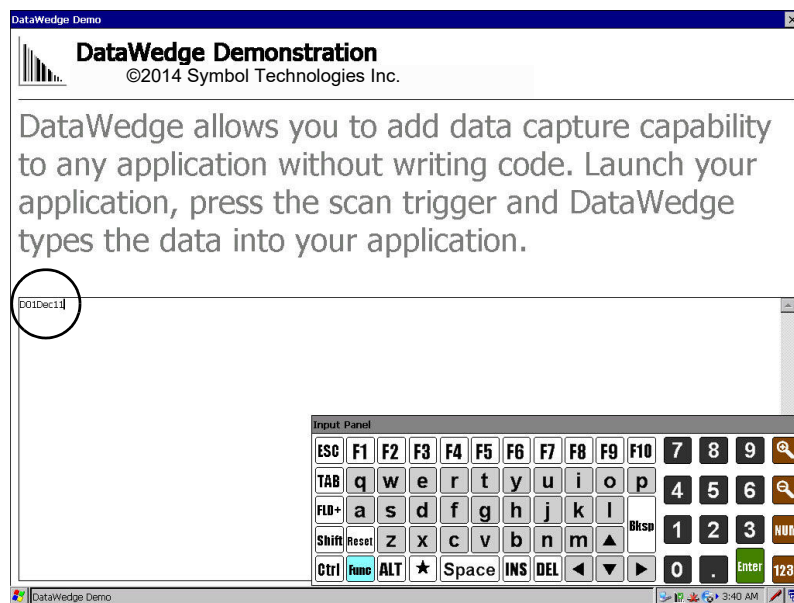 DataWedge Demo
DataWedge Demonstration
©2014 Symbol Technologies Inc.
DataWedge allows you to add data capture capability
to any application without writing code. Launch your
application, press the scan trigger and DataWedge
types the data into your application.
D01Dec11
Input Panel
ESC F1 F2 F3 F4 F5 F6 F7 F8 F9 F10 7 8 9
TAB q w e r t y u i o p 4 5 6
FLD+ a s d f g h j k l Bksp 1 2 3 NUM
Shift Reset z x c v b n m
Ctrl Func ALT ★ Space INS DEL ◄ ▼ ► 0 . Enter 123
DataWedge Demo 3:40 AM